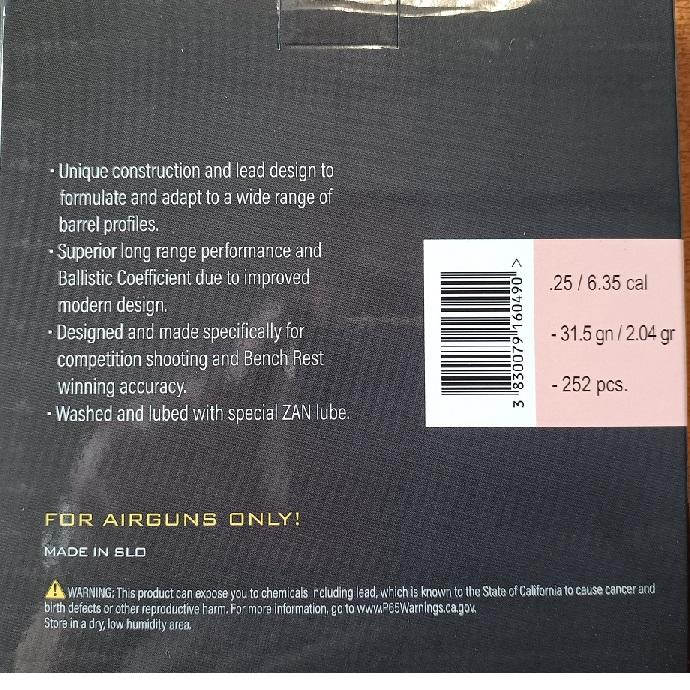 · Unique construction and lead design to
formulate and adapt to a wide range of
barrel profiles.
· Superior long range performance and
Ballistic Coefficient due to improved
modern design.
· Designed and made specifically for
competition shooting and Bench Rest
winning accuracy.
· Washed and lubed with special ZAN lube.
3 830079 160490 >
.25 / 6.35 cal
- 31.5 gn / 2.04 gr
- 252 pcs.
FOR AIRGUNS ONLY!
MADE IN SLO
WARNING: This product can expose you to chemicals ncluding lead, which is known to the State of California to cause cancer and
birth defects or other reproductive harm. For more information, go to www.P65Warnings.ca.gov.
Store in a dry, low humidity area.